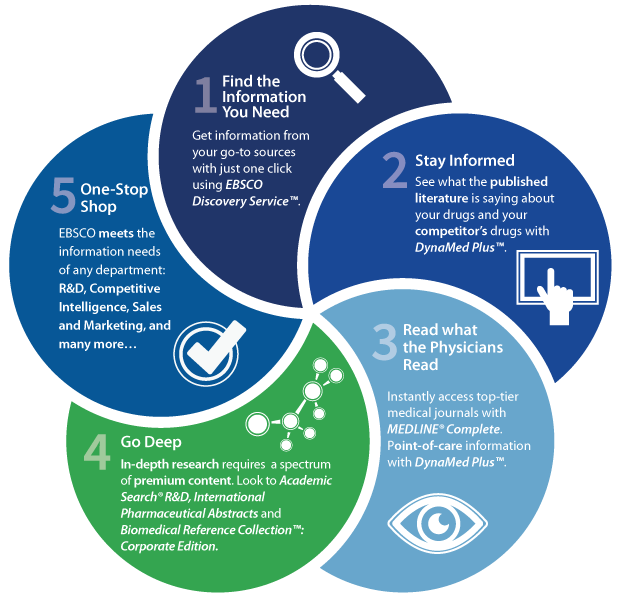 1
Find the
Information
You Need
Get information from
your go-to sources
with just one click
using EBSCO
Discovery Service™.
2
Stay Informed
See what the published
literature is saying about
your drugs and your
competitor's drugs with
DynaMed Plus™.
3
Read what
the Physicians
Read
Instantly access top-tier
medical journals with
MEDLINE® Complete.
Point-of-care information
with DynaMed Plus™.
4
Go Deep
In-depth research requires a spectrum
of premium content. Look to Academic
Search® R&D, International
Pharmaceutical Abstracts and
Biomedical Reference Collection™:
Corporate Edition.
5
One-Stop
Shop
EBSCO meets the
information needs
of any department:
R&D, Competitive
Intelligence, Sales
and Marketing, and
many more...